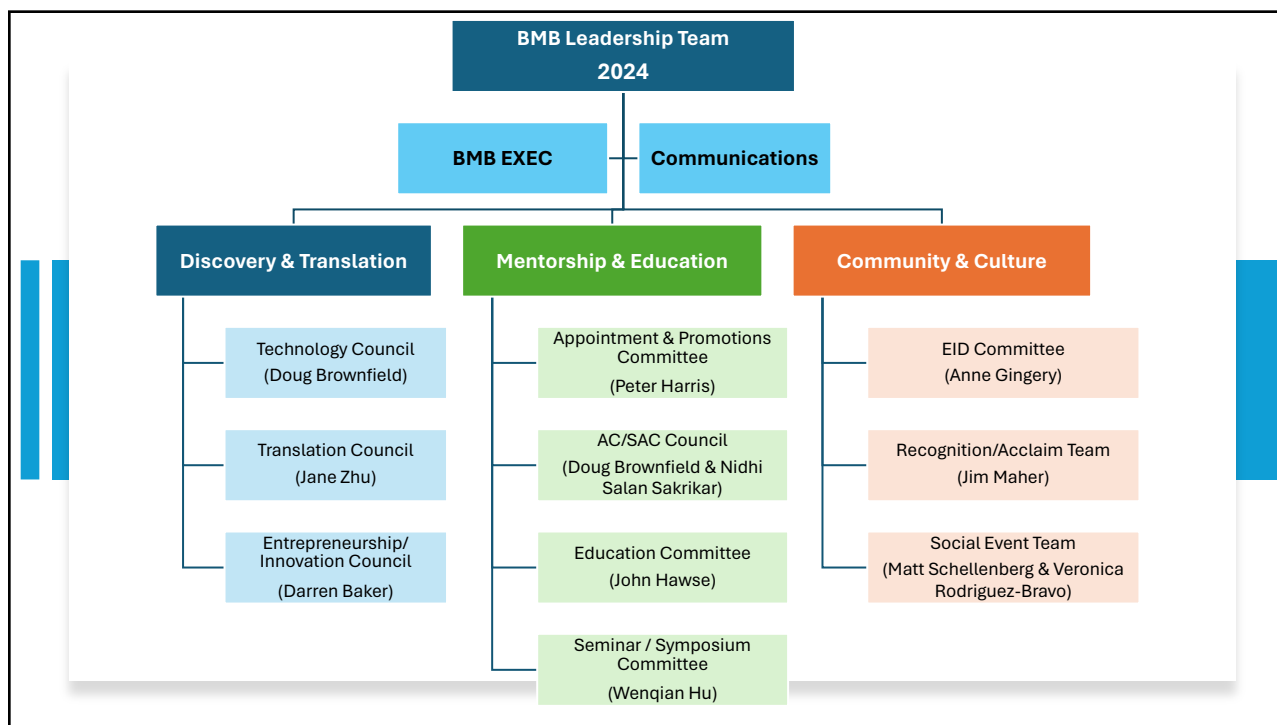 BMB Leadership Team
2024
BMB EXEC
Communications
Discovery & Translation
Mentorship & Education
Community & Culture
Technology Council
(Doug Brownfield)
Translation Council
(Jane Zhu)
Entrepreneurship/
Innovation Council
(Darren Baker)
Appointment & Promotions
Committee
(Peter Harris)
AC/SAC Council
(Doug Brownfield & Nidhi
Salan Sakrikar)
Education Committee
(John Hawse)
Seminar / Symposium
Committee
(Wenqian Hu)
EID Committee
(Anne Gingery)
Recognition/Acclaim Team
(Jim Maher)
Social Event Team
(Matt Schellenberg & Veronica
Rodriguez-Bravo)